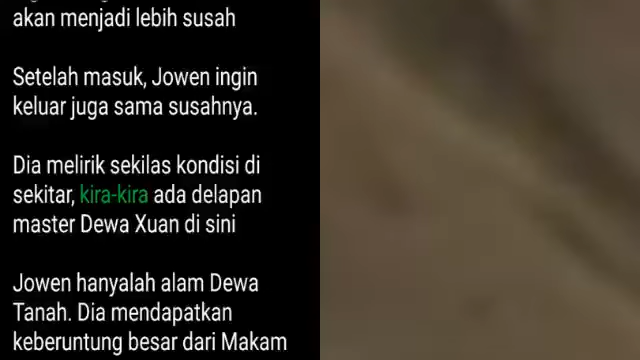 akan menjadi lebih susah
Setelah masuk, Jowen ingin
keluar juga sama susahnya.
Dia melirik sekilas kondisi di
sekitar, kira-kira ada delapan
master Dewa Xuan di sini
Jowen hanyalah alam Dewa
Tanah. Dia mendapatkan
keberuntung besar dari Makam